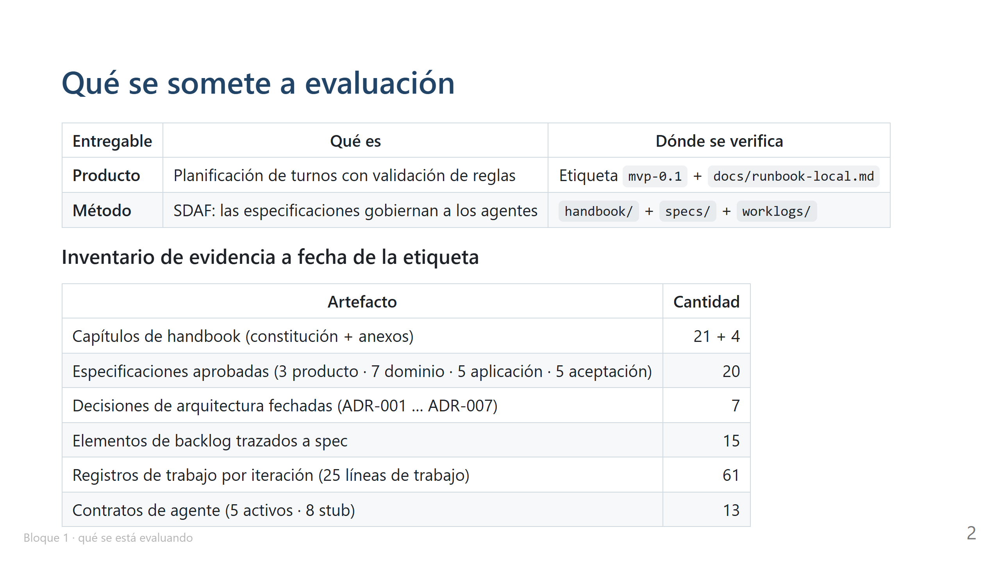 Qué se somete a evaluación
Entregable Qué es Dónde se verifica
Producto Planificación de turnos con validación de reglas Etiqueta mvp-0.1 + docs/runbook-local.md
Método SDAF: las especificaciones gobiernan a los agentes handbook/ + specs/ + worklogs/
Inventario de evidencia a fecha de la etiqueta
Artefacto Cantidad
Capítulos de handbook (constitución + anexos) 21 + 4
Especificaciones aprobadas (3 producto · 7 dominio · 5 aplicación · 5 aceptación) 20
Decisiones de arquitectura fechadas (ADR-001 … ADR-007) 7
Elementos de backlog trazados a spec 15
Registros de trabajo por iteración (25 líneas de trabajo) 61
Contratos de agente (5 activos · 8 stub) 13
Bloque 1 · qué se está evaluando 2